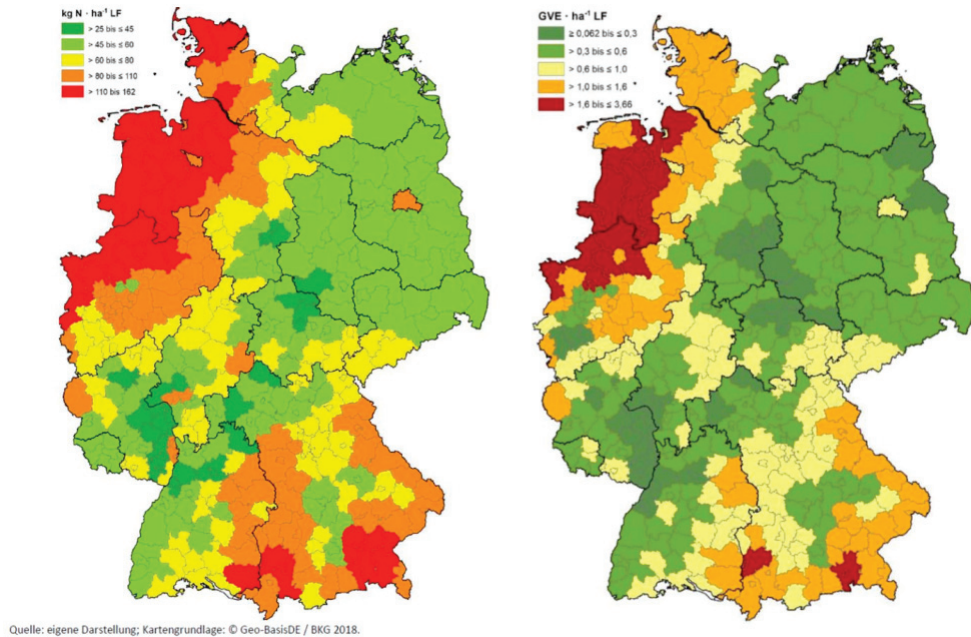 kg N · ha⁻¹ LF
> 25 bis ≤ 45
> 45 bis ≤ 60
> 60 bis ≤ 80
> 80 bis ≤ 110
> 110 bis 162
GVE · ha⁻¹ LF
≥ 0,062 bis ≤ 0,3
> 0,3 bis ≤ 0,6
> 0,6 bis ≤ 1,0
> 1,0 bis ≤ 1,6
> 1,6 bis ≤ 3,66
Quelle: eigene Darstellung; Kartengrundlage: © Geo-BasisDE / BKG 2018.